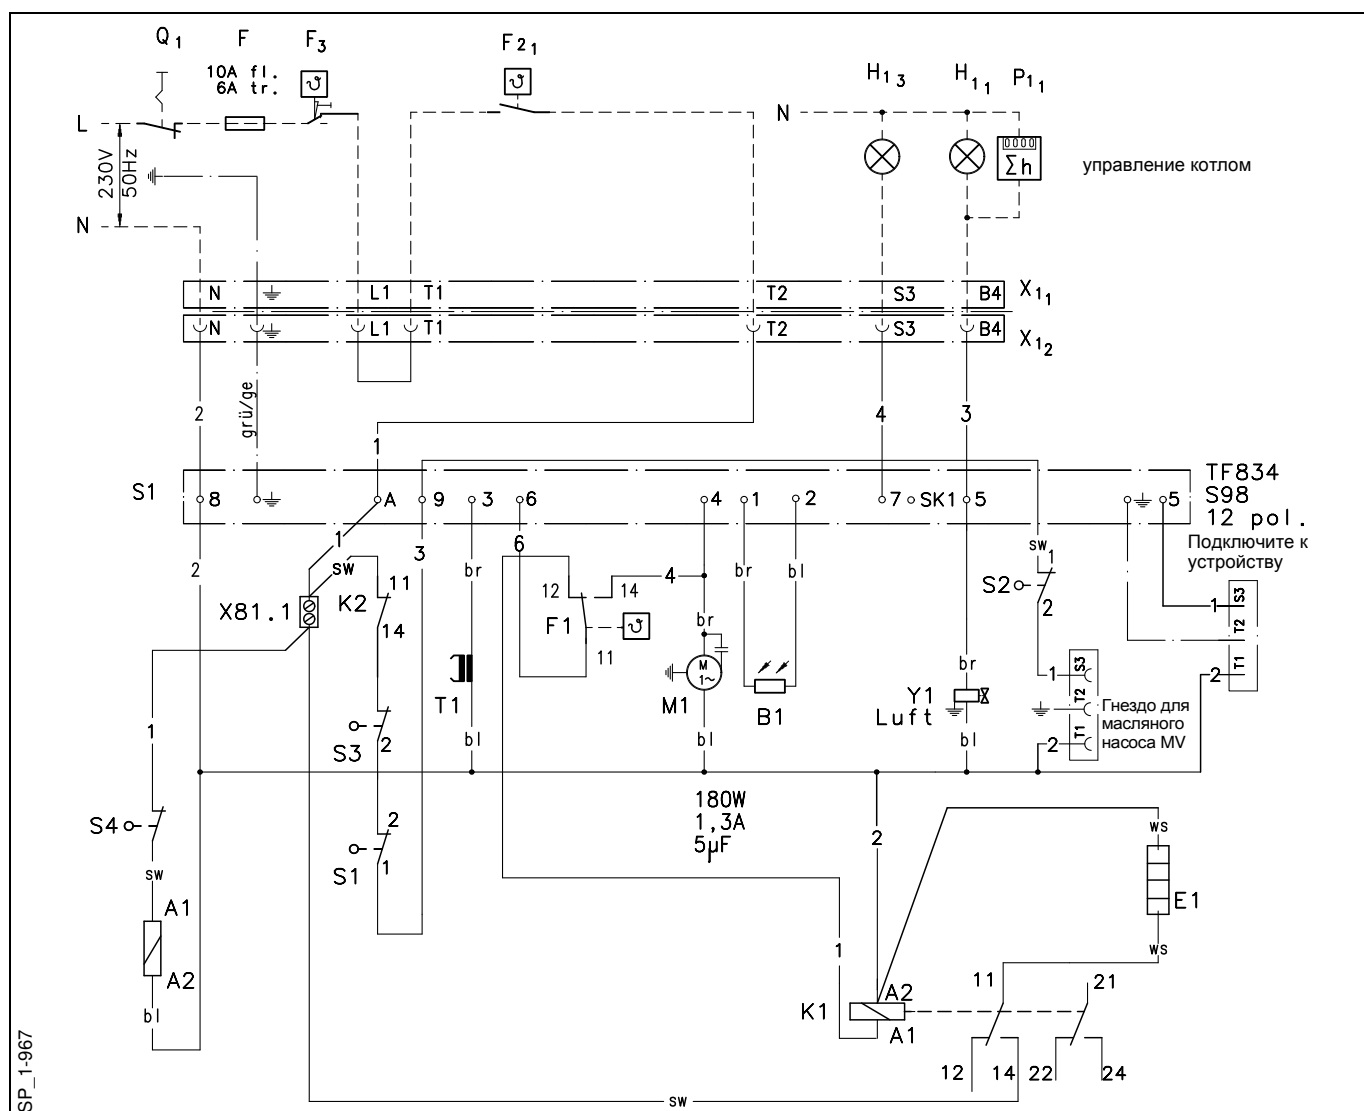 Q1 F F3 F21 H13 H11 P11
10A fl.
6A tr.
ϑ ϑ
L N
0000
Σh
управление котлом
230V
50Hz
N
N L1 T1 T2 S3 B4 X11
N L1 T1 T2 S3 B4 X12
2 grü/ge 4 3
1
S1 8 A 9 3 6 4 1 2 7 SK1 5 5
TF834
S98
12 pol.
Подключите к
устройству
1 3 6
2 sw br br bl sw 1
X81.1 K2 11 12 4 14 S2 1 S3
14 F1 ϑ br 2 T2
11 M 1~ br 1 S3 2 T1
T1 M1 B1 Y1
Luft
T2 Гнездо для
масляного
насоса MV
1 S3 2 bl bl bl 2 T1
180W
1,3A
5µF
S4 2 2 ws
S1 1
sw E1
A1
1 ws
A2 11 21
K1 A2
bl A1
12 14 22 24
sw
SP_1-967